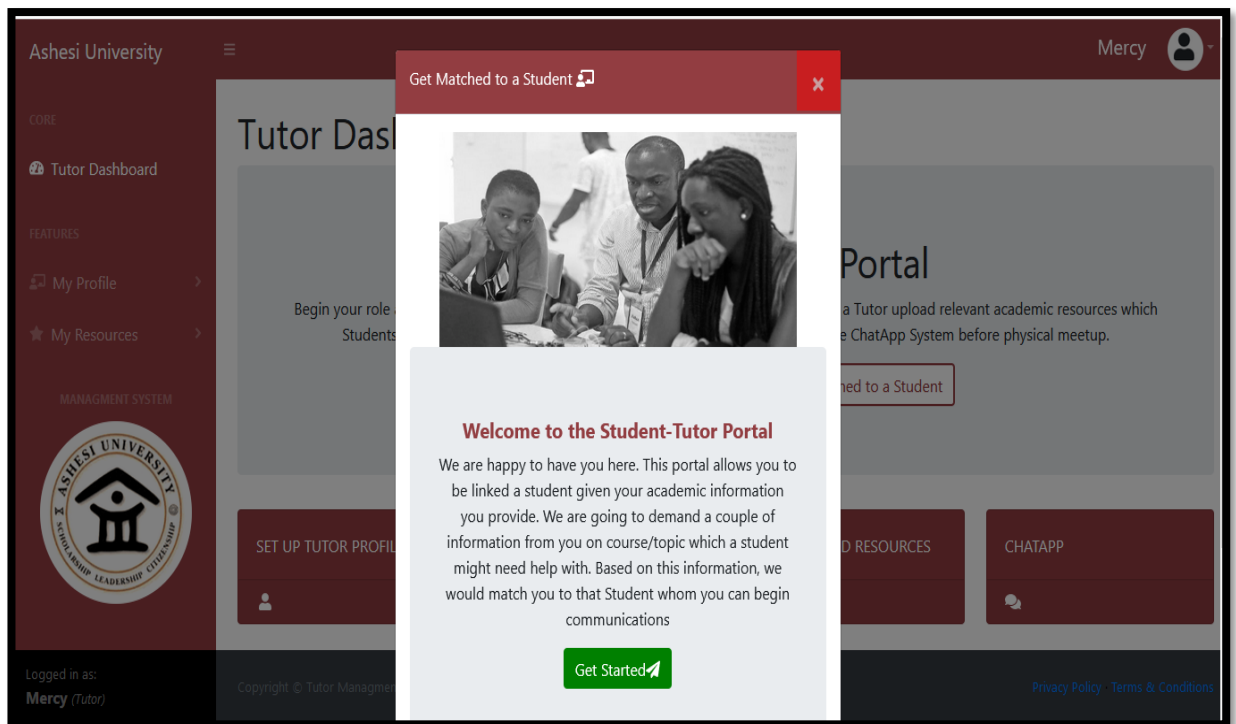 Ashesi University
Mercy
CORE
Tutor Dashboard
FEATURES
My Profile
My Resources
MANAGMENT SYSTEM
ASHESI UNIVERSITY
SCHOLARSHIP LEADERSHIP CITIZENSHIP
Logged in as:
Mercy (Tutor)
Get Matched to a Student
×
Welcome to the Student-Tutor Portal
We are happy to have you here. This portal allows you to
be linked a student given your academic information
you provide. We are going to demand a couple of
information from you on course/topic which a student
might need help with. Based on this information, we
would match you to that Student whom you can begin
communications
Get Started
Tutor Das
Portal
Begin your role
a Tutor upload relevant academic resources which
Students
ChatApp System before physical meetup.
to a Student
SET UP TUTOR PROFIL
RESOURCES
CHATAPP
Copyright © Tutor Managmen
Privacy Policy · Terms & Conditions